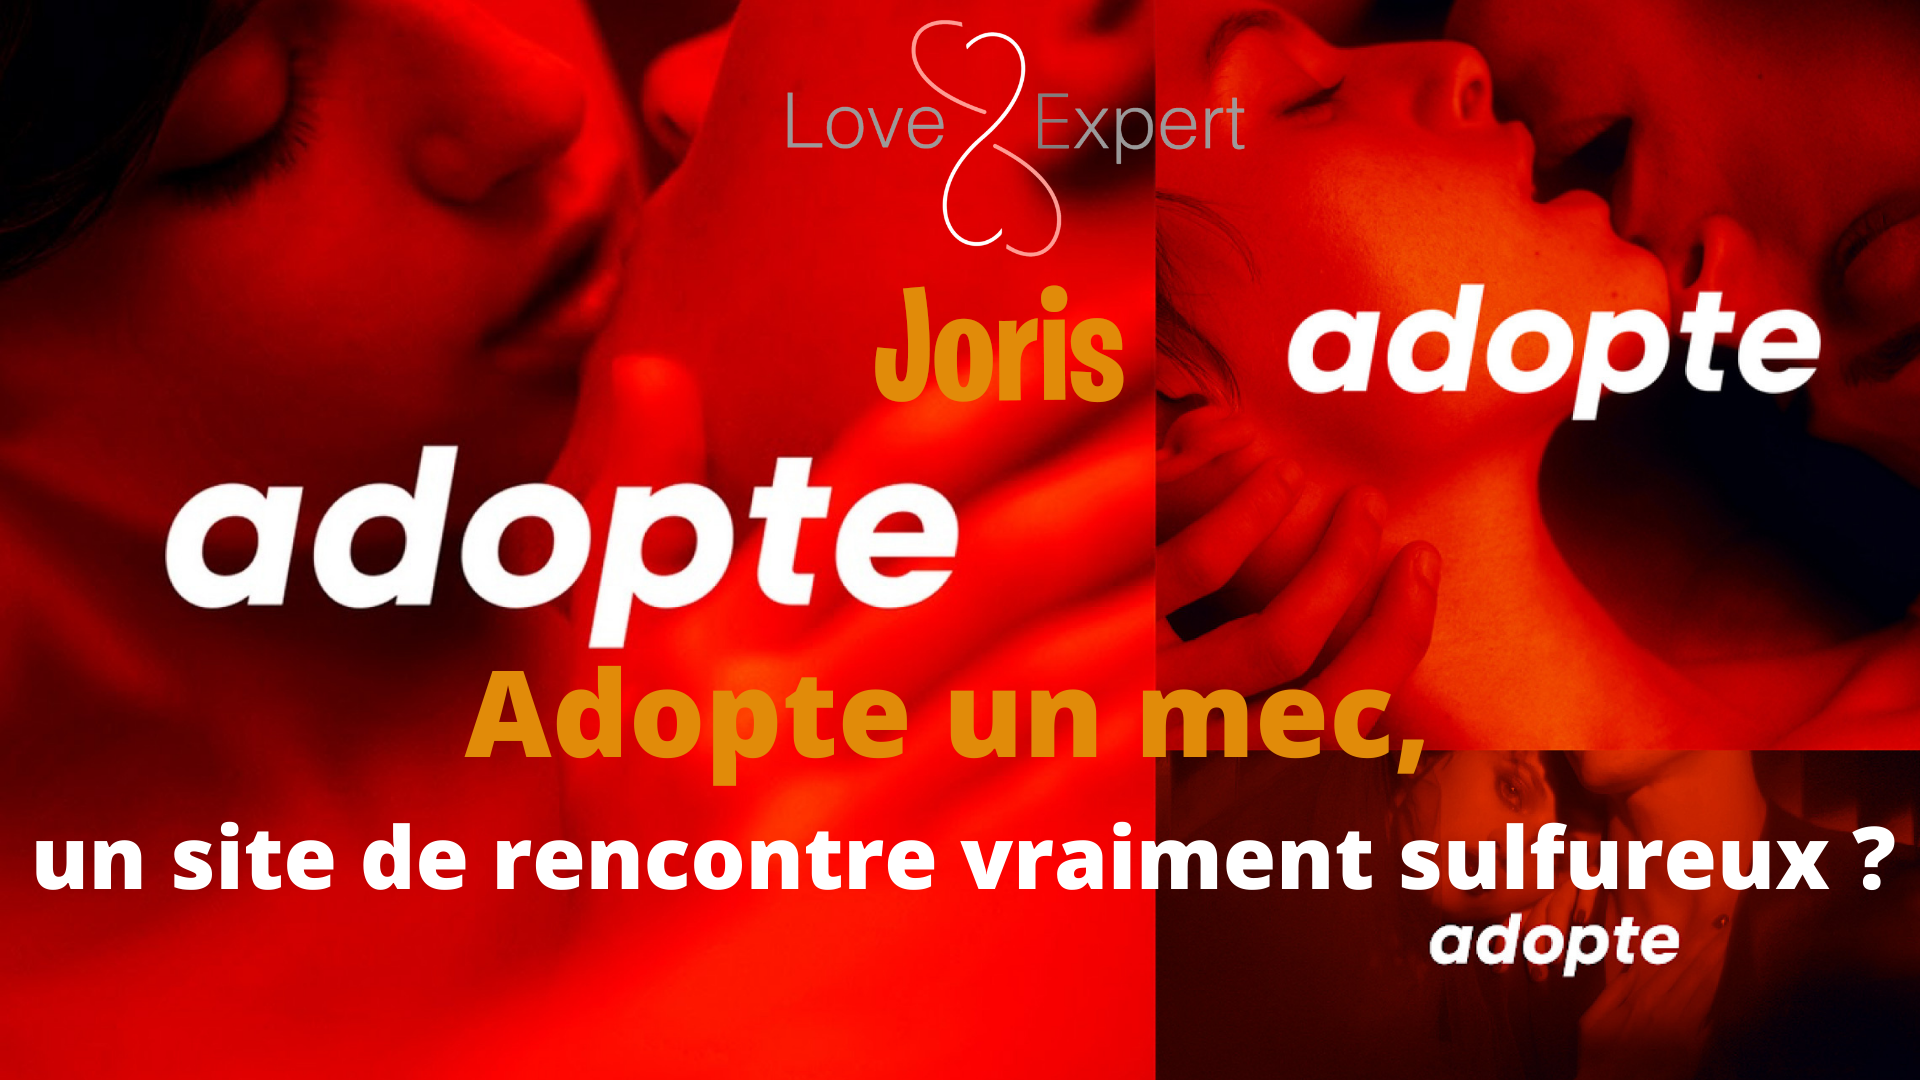 Love Expert
Joris
adopte
adopte
Adopte un mec,
un site de rencontre vraiment sulfureux ?
adopte